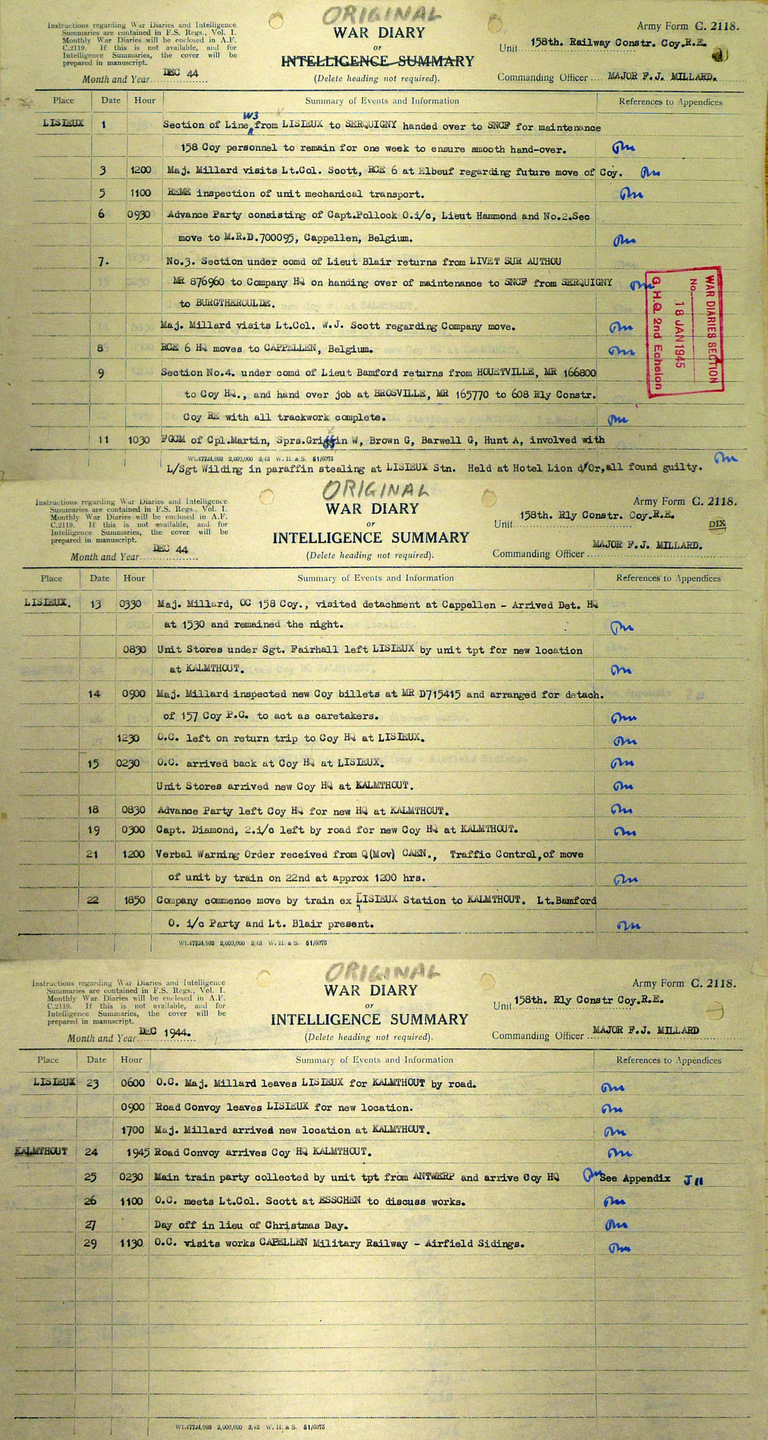 ORIGINAL
Instructions regarding War Diaries and Intelligence
Summaries are contained in F.S. Regs., Vol. I.
Monthly War Diaries will be enclosed in A.F.
C.2119. If this is not available, and for
Intelligence Summaries, the cover will be
prepared in manuscript.
WAR DIARY
or
INTELLIGENCE SUMMARY
(Delete heading not required).
Army Form C. 2118.
Unit 158th. Railway Constr. Coy.R.E.
Month and Year DEC 44
Commanding Officer MAJOR F.J. MILLARD.
Place Date Hour Summary of Events and Information References to Appendices
LISIEUX 1 Section of Line W3 from LISIEUX to SERQUIGNY handed over to SNCF for maintenance
158 Coy personnel to remain for one week to ensure smooth hand-over.
3 1200 Maj. Millard visits Lt.Col. Scott, RCE 6 at Elbeuf regarding future move of Coy.
5 1100 REME inspection of unit mechanical transport.
6 0930 Advance Party consisting of Capt.Pollock O.i/c, Lieut Hammond and No.2.Sec
move to M.R.D.700095, Cappellen, Belgium.
7. No.3. Section under comd of Lieut Blair returns from LIVET SUR AUTHOU
MR 876960 to Company HQ on handing over of maintenance to SNCF from SERQUIGNY
to BURGTHEROULDE.
Maj. Millard visits Lt.Col. W.J. Scott regarding Company move.
8 RCE 6 HQ moves to CAPPELLEN, Belgium.
9 Section No.4. under comd of Lieut Bamford returns from HOUETVILLE, MR 166800
to Coy HQ., and hand over job at BROSVILLE, MR 165770 to 608 Rly Constr.
Coy RE with all trackwork complete.
11 1030 FGCM of Cpl.Martin, Sprs.Griffin W, Brown G, Barwell G, Hunt A, involved with
L/Sgt Wilding in paraffin stealing at LISIEUX Stn. Held at Hotel Lion d/Or,all found guilty.
WAR DIARIES SECTION
No.
18 JAN 1945
G.H.Q. 2nd Echelon
ORIGINAL
Instructions regarding War Diaries and Intelligence
Summaries are contained in F.S. Regs., Vol. I.
Monthly War Diaries will be enclosed in A.F.
C.2119. If this is not available, and for
Intelligence Summaries, the cover will be
prepared in manuscript.
WAR DIARY
or
INTELLIGENCE SUMMARY
(Delete heading not required).
Army Form C. 2118.
Unit 158th. Rly Constr. Coy.R.E.
DIX
Month and Year DEC 44
Commanding Officer MAJOR F.J. MILLARD.
Place Date Hour Summary of Events and Information References to Appendices
LISIEUX. 13 0330 Maj. Millard, OC 158 Coy., visited detachment at Cappelen - Arrived Det. HQ
at 1530 and remained the night.
0830 Unit Stores under Sgt. Fairhall left LISIEUX by unit tpt for new location
at KALMTHOUT.
14 0900 Maj. Millard inspected new Coy billets at MR D715415 and arranged for detach.
of 157 Coy P.C. to act as caretakers.
1230 O.C. left on return trip to Coy HQ at LISIEUX.
15 0230 O.C. arrived back at Coy HQ at LISIEUX.
Unit Stores arrived new Coy HQ at KALMTHOUT.
18 0830 Advance Party left Coy HQ for new HQ at KALMTHOUT.
19 0300 Capt. Diamond, 2.i/c left by road for new Coy HQ at KALMTHOUT.
21 1200 Verbal Warning Order received from Q(Mov) CAEN., Traffic Control,of move
of unit by train on 22nd at approx 1200 hrs.
22 1850 Company commence move by train ex LISIEUX Station to KALMTHOUT. Lt.Bamford
O. i/c Party and Lt. Blair present.
ORIGINAL
Instructions regarding War Diaries and Intelligence
Summaries are contained in F.S. Regs., Vol. I.
Monthly War Diaries will be enclosed in A.F.
C.2119. If this is not available, and for
Intelligence Summaries, the cover will be
prepared in manuscript.
WAR DIARY
or
INTELLIGENCE SUMMARY
(Delete heading not required).
Army Form C. 2118.
Unit 158th. Rly Constr Coy.R.E.
Month and Year DEC 1944.
Commanding Officer MAJOR F.J. MILLARD
Place Date Hour Summary of Events and Information References to Appendices
LISIEUX 23 0600 O.C. Maj. Millard leaves LISIEUX for KALMTHOUT by road.
0900 Road Convoy leaves LISIEUX for new location.
1700 Maj. Millard arrived new location at KALMTHOUT.
KALMTHOUT 24 1945 Road Convoy arrives Coy HQ KALMTHOUT.
25 0230 Main train party collected by unit tpt from ANTWERP and arrive Coy HQ See Appendix J11
26 1100 O.C. meets Lt.Col. Scott at ESSCHEN to discuss works.
27 Day off in lieu of Christmas Day.
29 1130 O.C. visits works CAPELLEN Military Railway - Airfield Sidings.